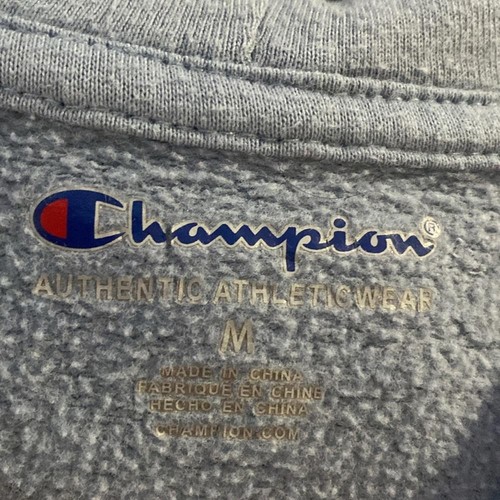 Champion®
AUTHENTIC ATHLETICWEAR
M
MADE IN CHINA
FABRIQUÉ EN CHINE
HECHO EN CHINA
CHAMPION.COM